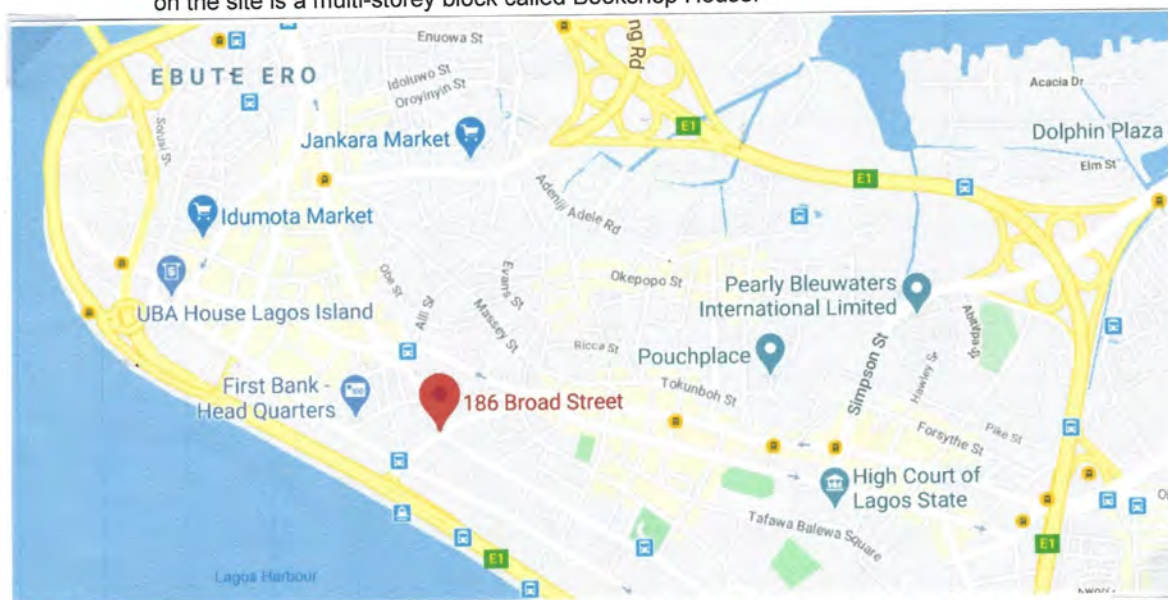 on the site is a multi-storey block called Bookshop House.
Enuowa St
ng Rd
EBUTE ERO
Idoluwo St
Oroyinyin St
Acacia Dr
Jankara Market
E1
Dolphin Plaza
Elm St
E1
Adeniji Adele Rd
Idumota Market
Okepopo St
Evans St
Obe St
Alli St
Massey St
Pearly Bleuwaters
International Limited
UBA House Lagos Island
Ricca St
Pouchplace
Simpson St
Hawley St
First Bank -
Head Quarters
186 Broad Street
Tokunboh St
Forsythe St
Pike St
High Court of
Lagos State
Tafawa Balewa Square
E1
E1
Lagos Harbour